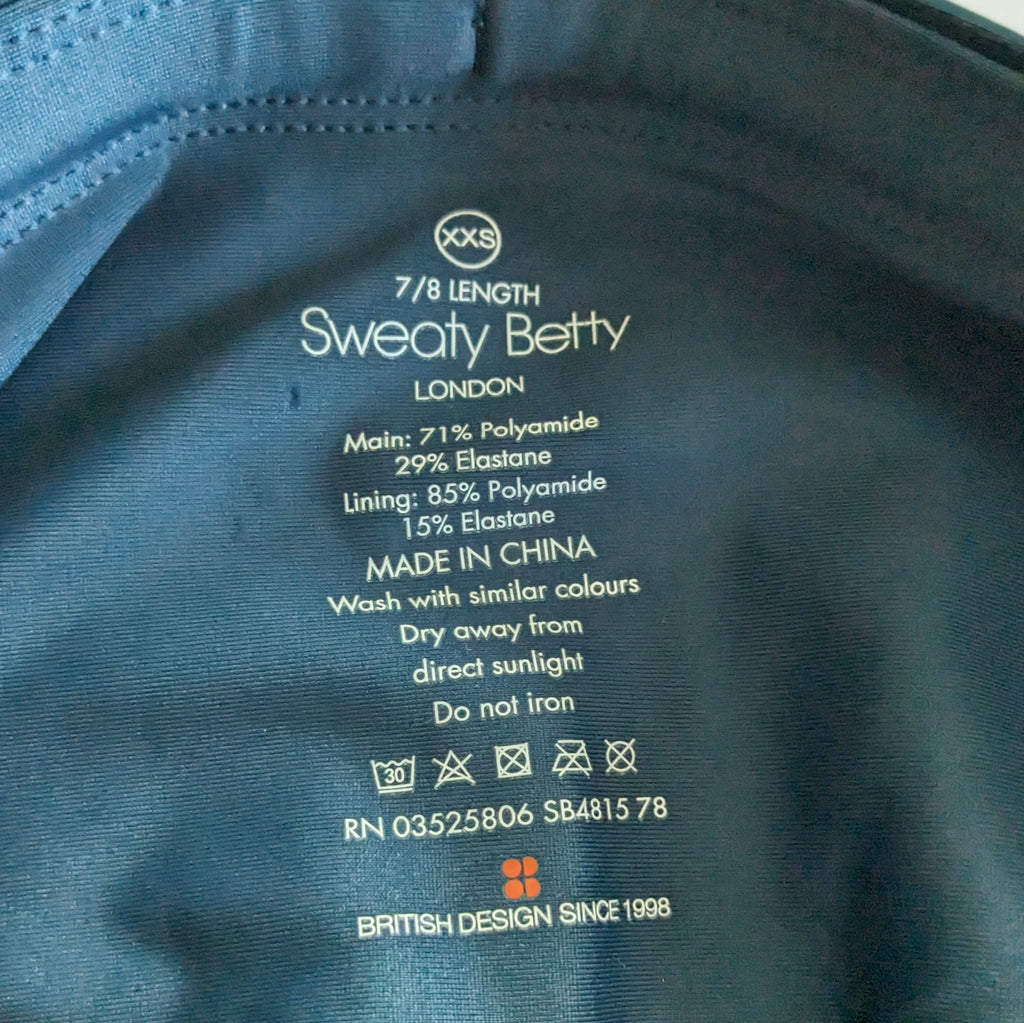 XXS
7/8 LENGTH
Sweaty Betty
LONDON
Main: 71% Polyamide
29% Elastane
Lining: 85% Polyamide
15% Elastane
MADE IN CHINA
Wash with similar colours
Dry away from
direct sunlight
Do not iron
30
RN 03525806 SB4815 78
BRITISH DESIGN SINCE 1998